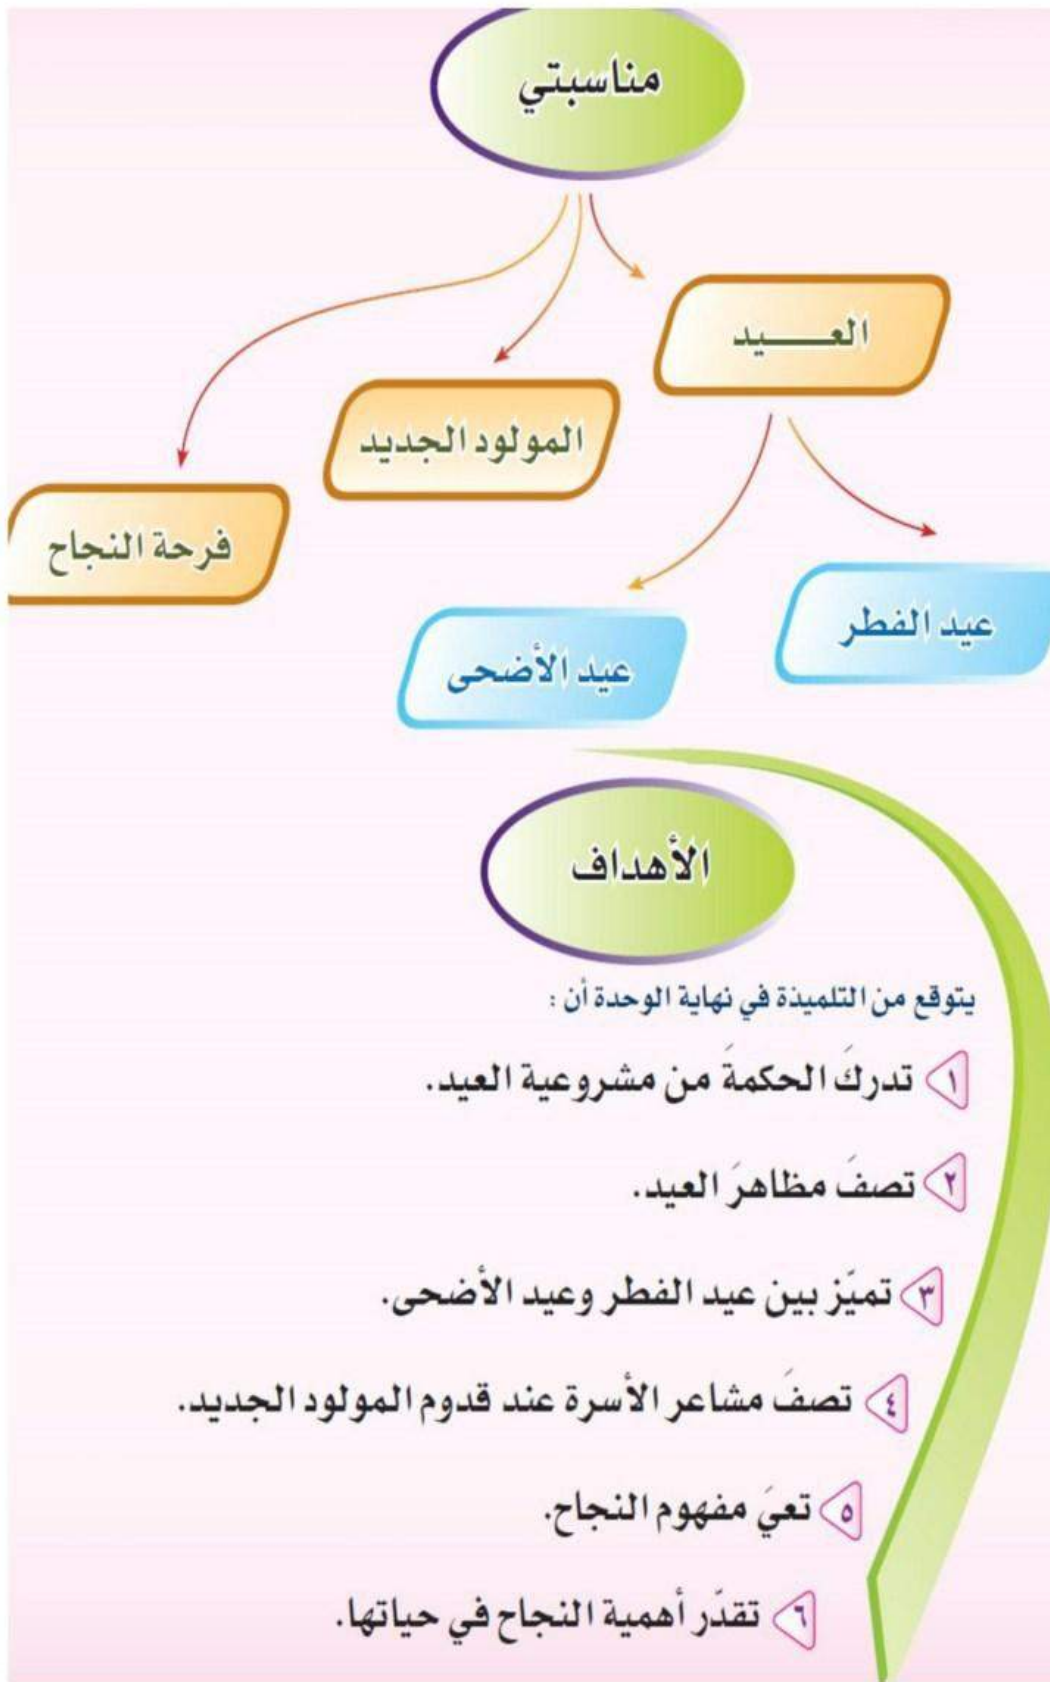 مناسبتي
العـــــيد
المولود الجديد
فرحة النجاح
عيد الفطر
عيد الأضحى
الأهداف
يتوقع من التلميذة في نهاية الوحدة أن :
١ تدركَ الحكمةَ من مشروعية العيد.
٢ تصفَ مظاهرَ العيد.
٣ تميّز بين عيد الفطر وعيد الأضحى.
٤ تصفَ مشاعر الأسرة عند قدوم المولود الجديد.
٥ تعيَ مفهوم النجاح.
٦ تقدّر أهمية النجاح في حياتها.